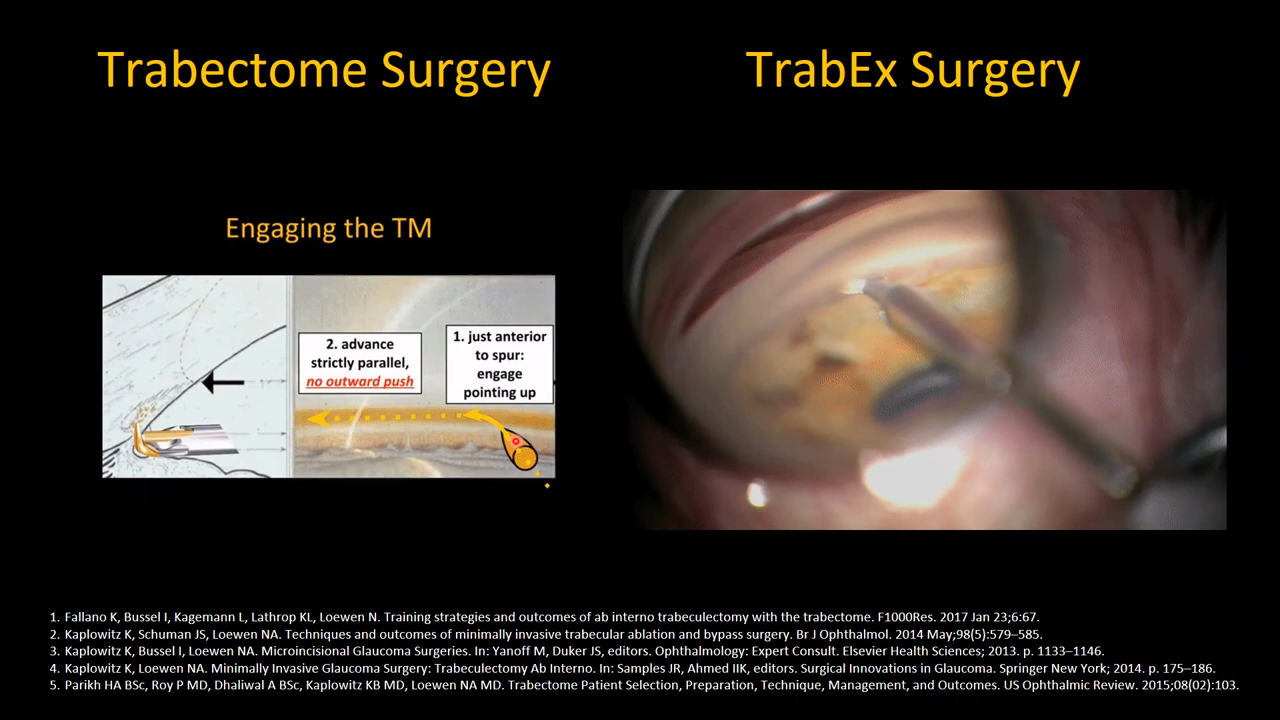 Trabectome Surgery
TrabEx Surgery
Engaging the TM
2. advance
strictly parallel,
no outward push
1. just anterior
to spur:
engage
pointing up
1. Fallano K, Bussel I, Kagemann L, Lathrop KL, Loewen N. Training strategies and outcomes of ab interno trabeculectomy with the trabectome. F1000Res. 2017 Jan 23;6:67.
2. Kaplowitz K, Schuman JS, Loewen NA. Techniques and outcomes of minimally invasive trabecular ablation and bypass surgery. Br J Ophthalmol. 2014 May;98(5):579–585.
3. Kaplowitz K, Bussel I, Loewen NA. Microincisional Glaucoma Surgeries. In: Yanoff M, Duker JS, editors. Ophthalmology: Expert Consult. Elsevier Health Sciences; 2013. p. 1133–1146.
4. Kaplowitz K, Loewen NA. Minimally Invasive Glaucoma Surgery: Trabeculectomy Ab Interno. In: Samples JR, Ahmed IIK, editors. Surgical Innovations in Glaucoma. Springer New York; 2014. p. 175–186.
5. Parikh HA BSc, Roy P MD, Dhaliwal A BSc, Kaplowitz KB MD, Loewen NA MD. Trabectome Patient Selection, Preparation, Technique, Management, and Outcomes. US Ophthalmic Review. 2015;08(02):103.